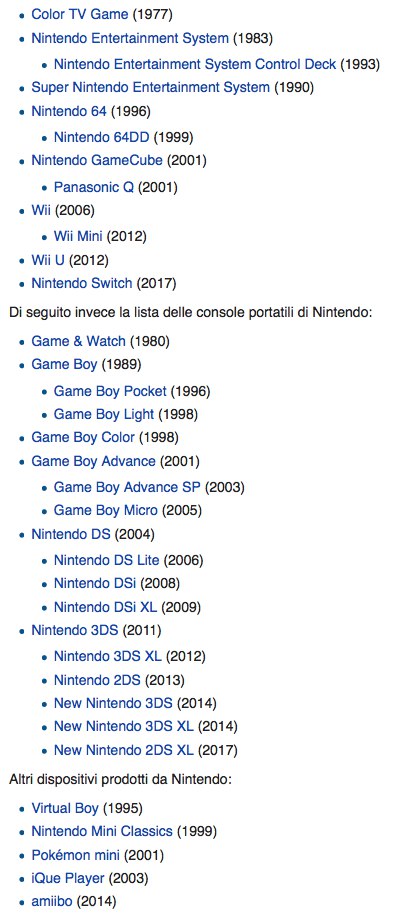 Color TV Game (1977)
Nintendo Entertainment System (1983)
Nintendo Entertainment System Control Deck (1993)
Super Nintendo Entertainment System (1990)
Nintendo 64 (1996)
Nintendo 64DD (1999)
Nintendo GameCube (2001)
Panasonic Q (2001)
Wii (2006)
Wii Mini (2012)
Wii U (2012)
Nintendo Switch (2017)
Di seguito invece la lista delle console portatili di Nintendo:
Game & Watch (1980)
Game Boy (1989)
Game Boy Pocket (1996)
Game Boy Light (1998)
Game Boy Color (1998)
Game Boy Advance (2001)
Game Boy Advance SP (2003)
Game Boy Micro (2005)
Nintendo DS (2004)
Nintendo DS Lite (2006)
Nintendo DSi (2008)
Nintendo DSi XL (2009)
Nintendo 3DS (2011)
Nintendo 3DS XL (2012)
Nintendo 2DS (2013)
New Nintendo 3DS (2014)
New Nintendo 3DS XL (2014)
New Nintendo 2DS XL (2017)
Altri dispositivi prodotti da Nintendo:
Virtual Boy (1995)
Nintendo Mini Classics (1999)
Pokémon mini (2001)
iQue Player (2003)
amiibo (2014)